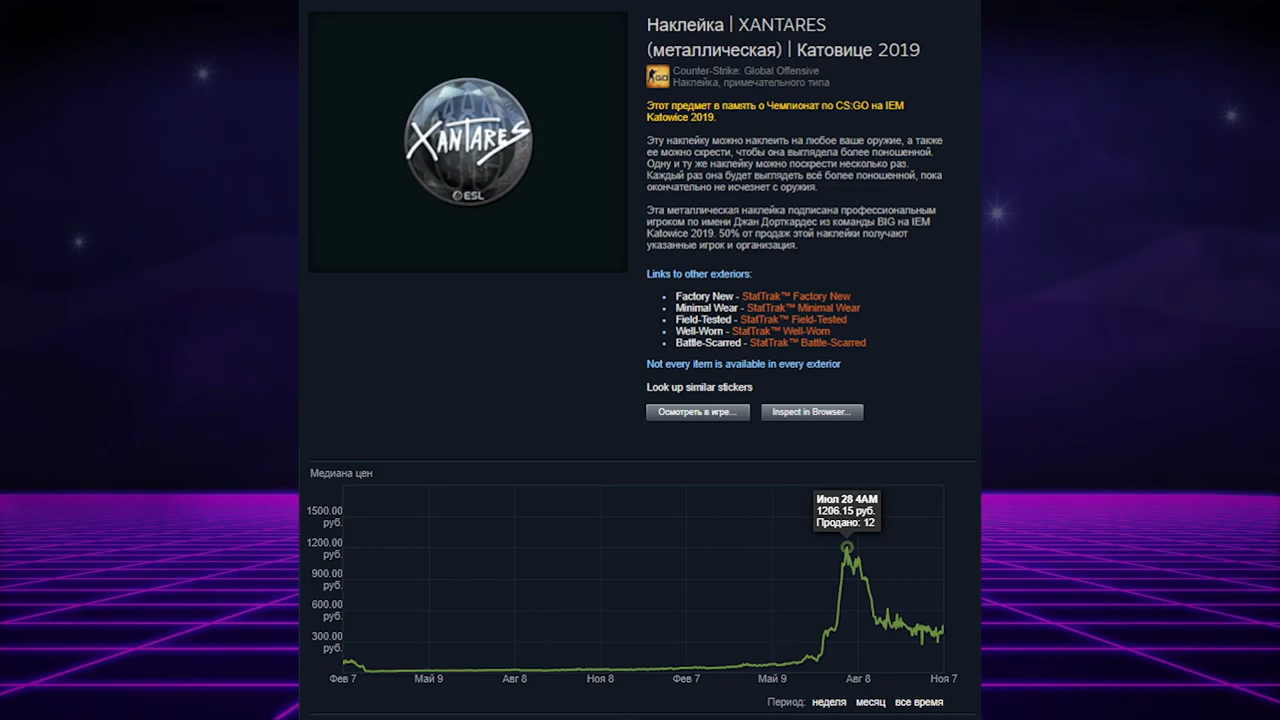 Наклейка | XANTARES
(металлическая) | Катовице 2019
GO
Counter-Strike: Global Offensive
Наклейка, примечательного типа
Этот предмет в память о Чемпионат по CS:GO на IEM
Katowice 2019.
Эту наклейку можно наклеить на любое ваше оружие, а также
ее можно скрести, чтобы она выглядела более поношенной.
Одну и ту же наклейку можно поскрести несколько раз.
Каждый раз она будет выглядеть всё более поношенной, пока
окончательно не исчезнет с оружия.
Эта металлическая наклейка подписана профессиональным
игроком по имени Джан Дорткардес из команды BIG на IEM
Katowice 2019. 50% от продаж этой наклейки получают
указанные игрок и организация.
XANTARES
ESL
Links to other exteriors:
Factory New - StatTrak™ Factory New
Minimal Wear - StatTrak™ Minimal Wear
Field-Tested - StatTrak™ Field-Tested
Well-Worn - StatTrak™ Well-Worn
Battle-Scarred - StatTrak™ Battle-Scarred
Not every item is available in every exterior
Look up similar stickers
Осмотреть в игре... Inspect in Browser...
Медиана цен
Июл 28 4AM
1206.15 руб.
Продано: 12
1500.00
руб.
1200.00
руб.
900.00
руб.
600.00
руб.
300.00
руб.
Фев 7 Май 9 Авг 8 Ноя 8 Фев 7 Май 9 Авг 8 Ноя 7
Период: неделя месяц все время